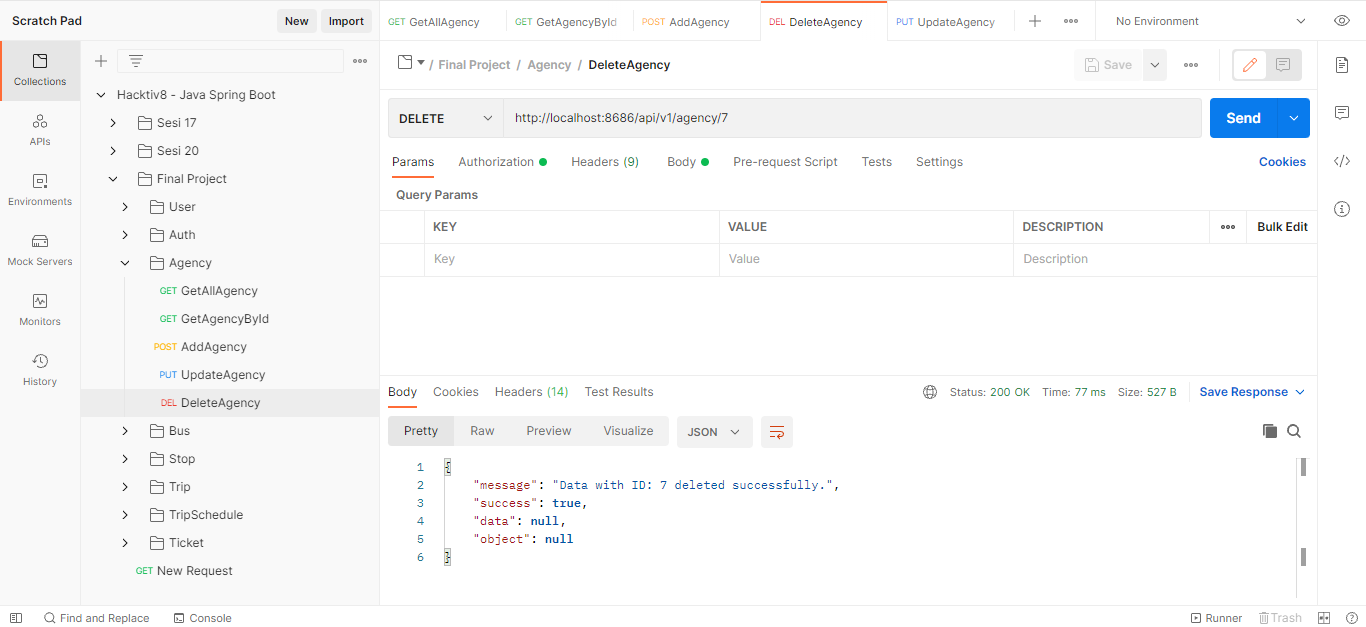 Scratch Pad New Import
GET GetAllAgency GET GetAgencyById POST AddAgency DEL DeleteAgency PUT UpdateAgency No Environment
Collections
APIs
Environments
Mock Servers
Monitors
History
Hacktiv8 - Java Spring Boot
Sesi 17
Sesi 20
Final Project
User
Auth
Agency
GET GetAllAgency
GET GetAgencyById
POST AddAgency
PUT UpdateAgency
DEL DeleteAgency
Bus
Stop
Trip
TripSchedule
Ticket
GET New Request
/ Final Project / Agency / DeleteAgency Save
DELETE http://localhost:8686/api/v1/agency/7 Send
Params Authorization Headers (9) Body Pre-request Script Tests Settings Cookies
Query Params
KEY VALUE DESCRIPTION Bulk Edit
Key Value Description
Body Cookies Headers (14) Test Results Status: 200 OK Time: 77 ms Size: 527 B Save Response
Pretty Raw Preview Visualize JSON
1 {
2 "message": "Data with ID: 7 deleted successfully.",
3 "success": true,
4 "data": null,
5 "object": null
6 }
Find and Replace Console Runner Trash